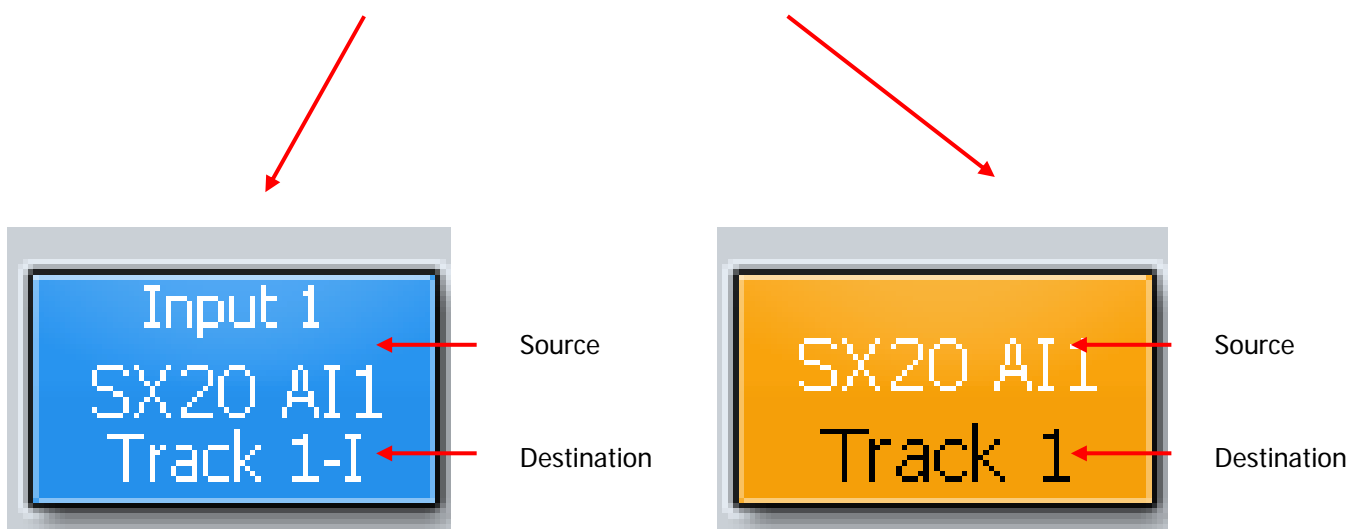 Input 1
SX20 AI1
Track 1-I
Source
Destination
SX20 AI1
Track 1
Source
Destination